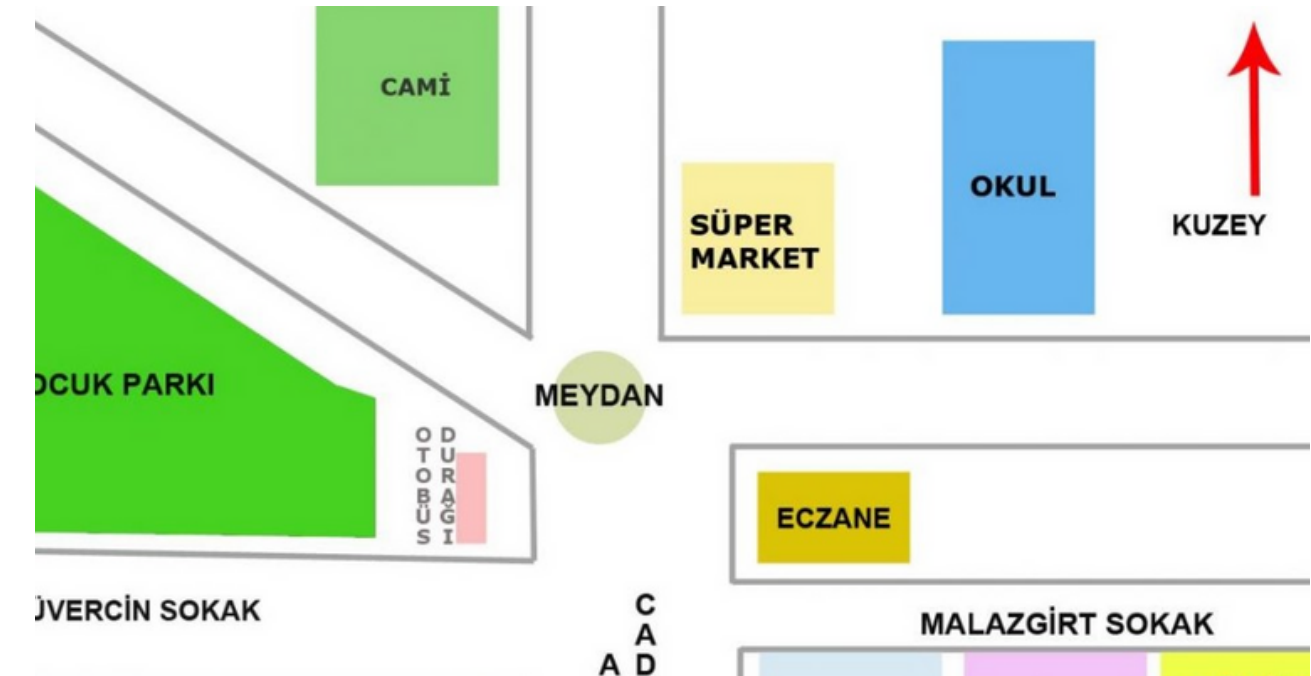 CAMİ
OKUL
SÜPER
MARKET
KUZEY
OCUK PARKI
MEYDAN
OTOBÜS
DURAĞI
ECZANE
ÜVERCİN SOKAK
MALAZGİRT SOKAK
CAD
A